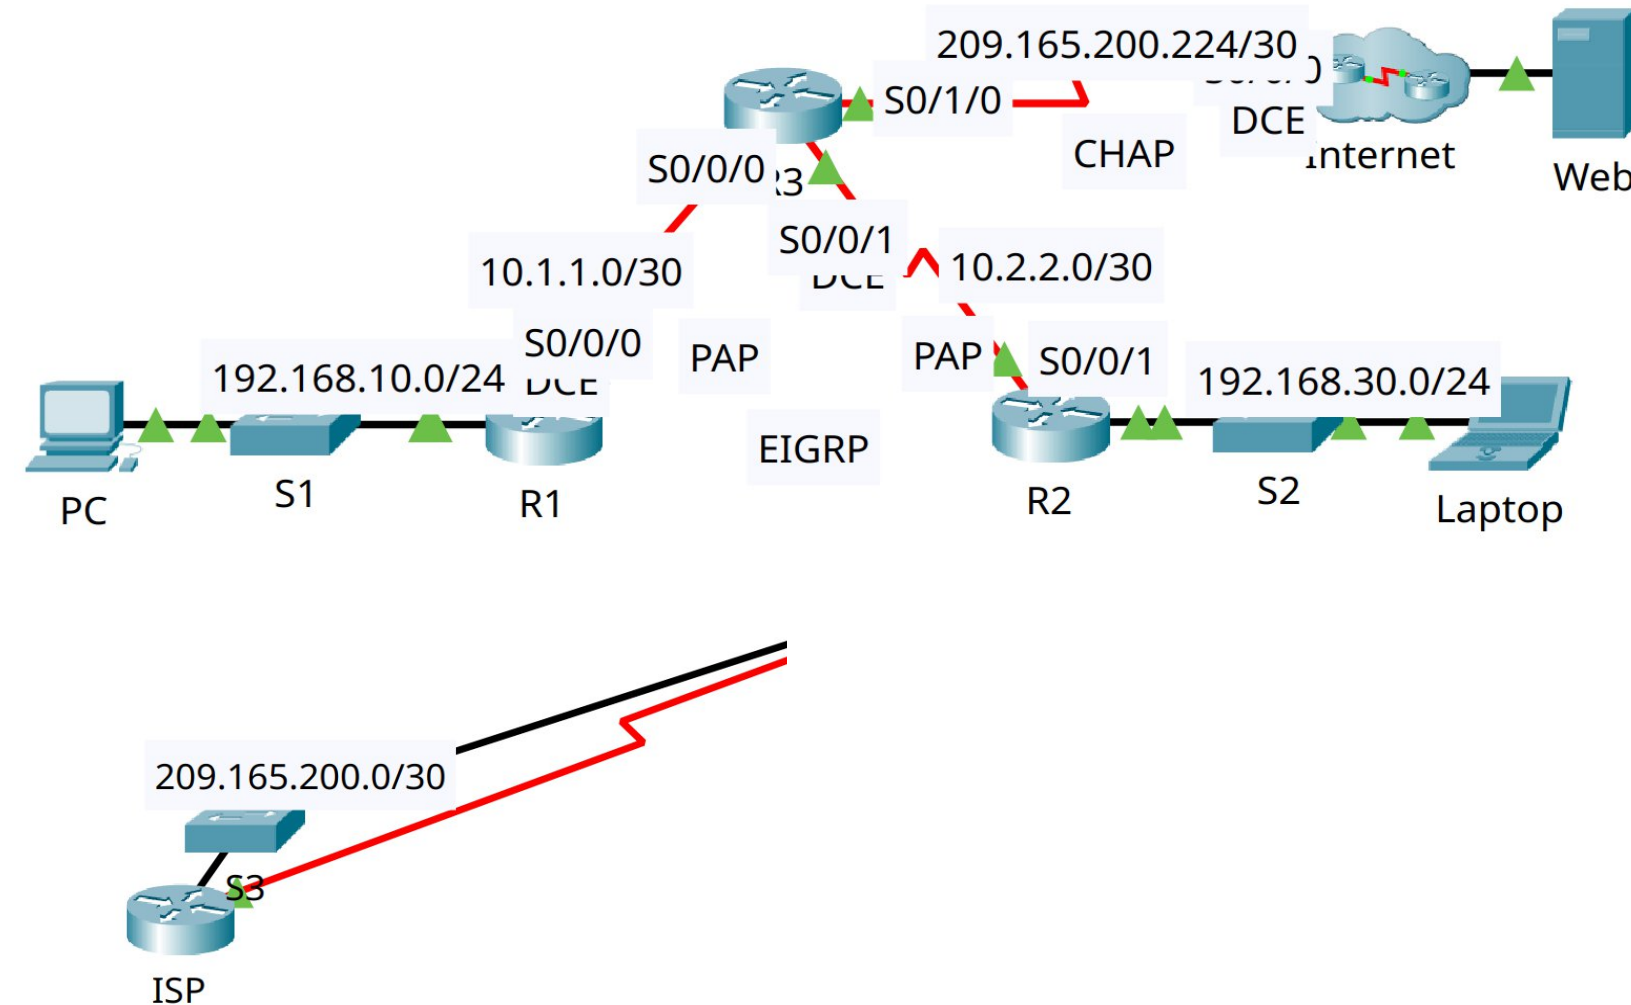 209.165.200.224/30
S0/1/0
DCE
CHAP
Internet
Web
S0/0/0
R3
S0/0/1
DCE
10.1.1.0/30
10.2.2.0/30
S0/0/0
DCE
PAP
PAP
S0/0/1
192.168.10.0/24
192.168.30.0/24
EIGRP
PC
S1
R1
R2
S2
Laptop
209.165.200.0/30
S3
ISP